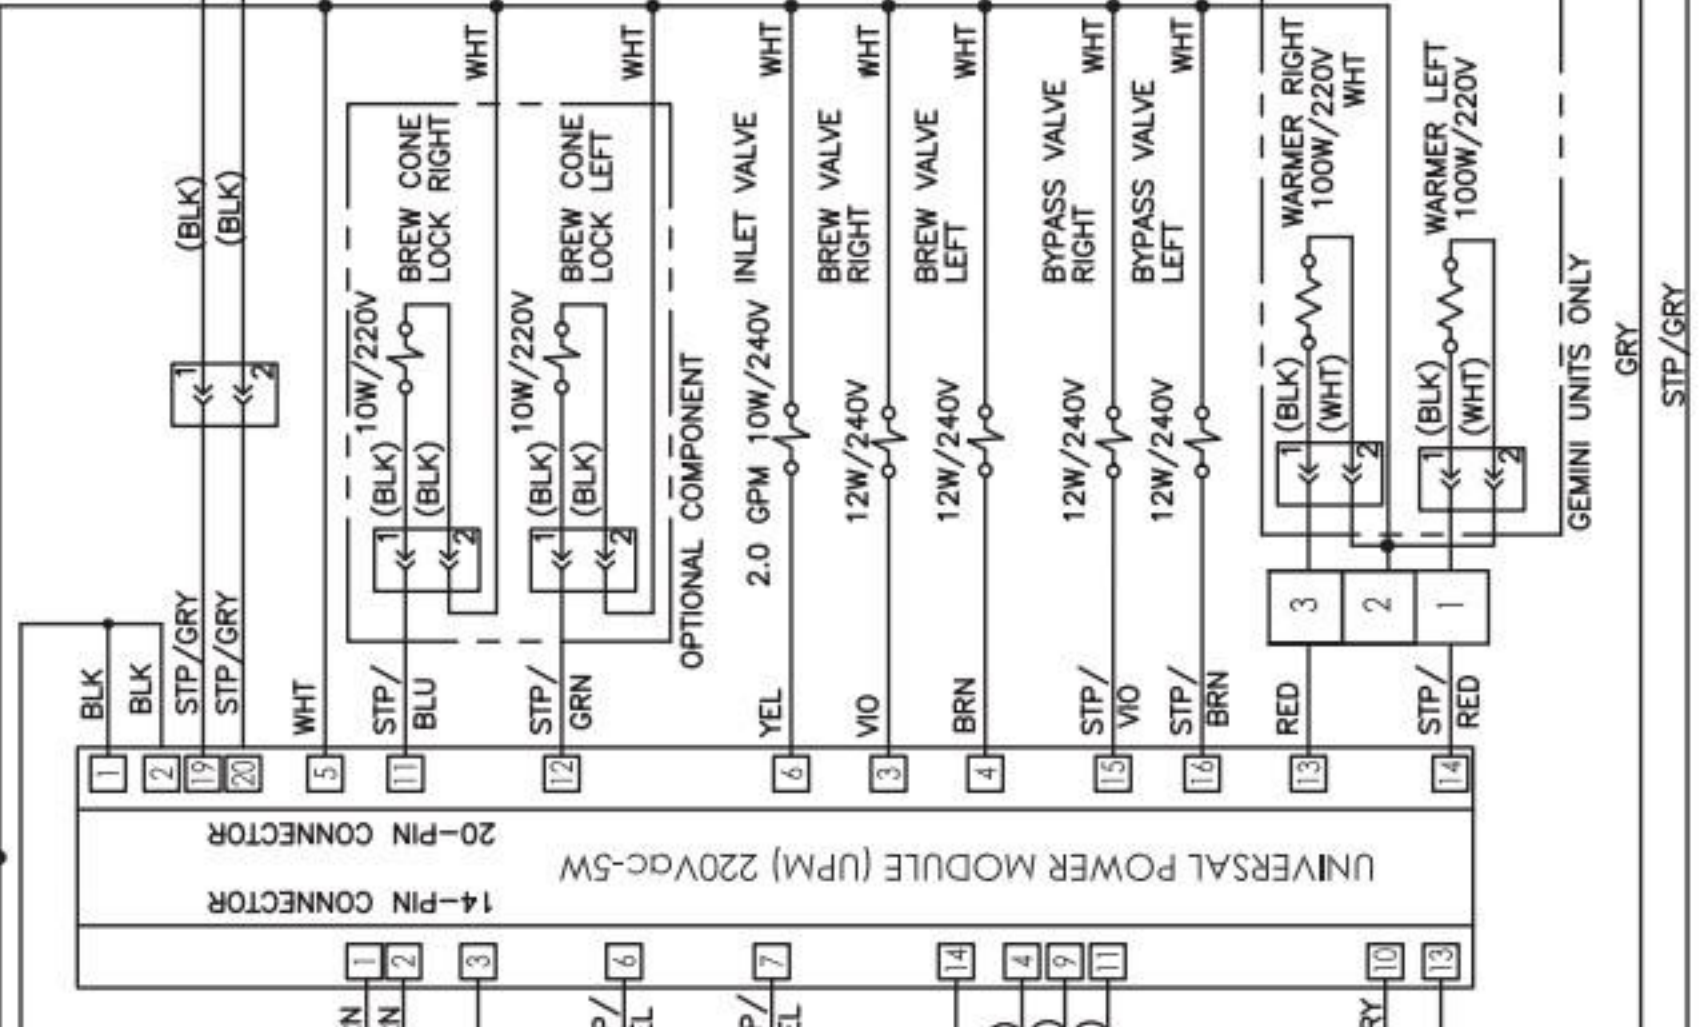 WHT
WHT
WHT
WHT
WHT
WHT
WHT
(BLK)
(BLK)
1
2
10W/220V
BREW CONE
LOCK RIGHT
(BLK)
(BLK)
1
2
10W/220V
BREW CONE
LOCK LEFT
(BLK)
(BLK)
1
2
OPTIONAL COMPONENT
2.0 GPM 10W/240V INLET VALVE
12W/240V
BREW VALVE
RIGHT
12W/240V
BREW VALVE
LEFT
12W/240V
BYPASS VALVE
RIGHT
12W/240V
BYPASS VALVE
LEFT
WARMER RIGHT
100W/220V
WHT
(BLK)
(WHT)
1
2
WARMER LEFT
100W/220V
(BLK)
(WHT)
1
2
GEMINI UNITS ONLY
GRY
STP/GRY
3
2
1
BLK
BLK
STP/GRY
STP/GRY
WHT
STP/
BLU
STP/
GRN
YEL
VIO
BRN
STP/
VIO
STP/
BRN
RED
STP/
RED
1
2
19
20
5
11
12
6
3
4
15
16
13
14
20-PIN CONNECTOR
UNIVERSAL POWER MODULE (UPM) 220Vac-5W
14-PIN CONNECTOR
1
2
3
6
7
14
4
9
11
10
13